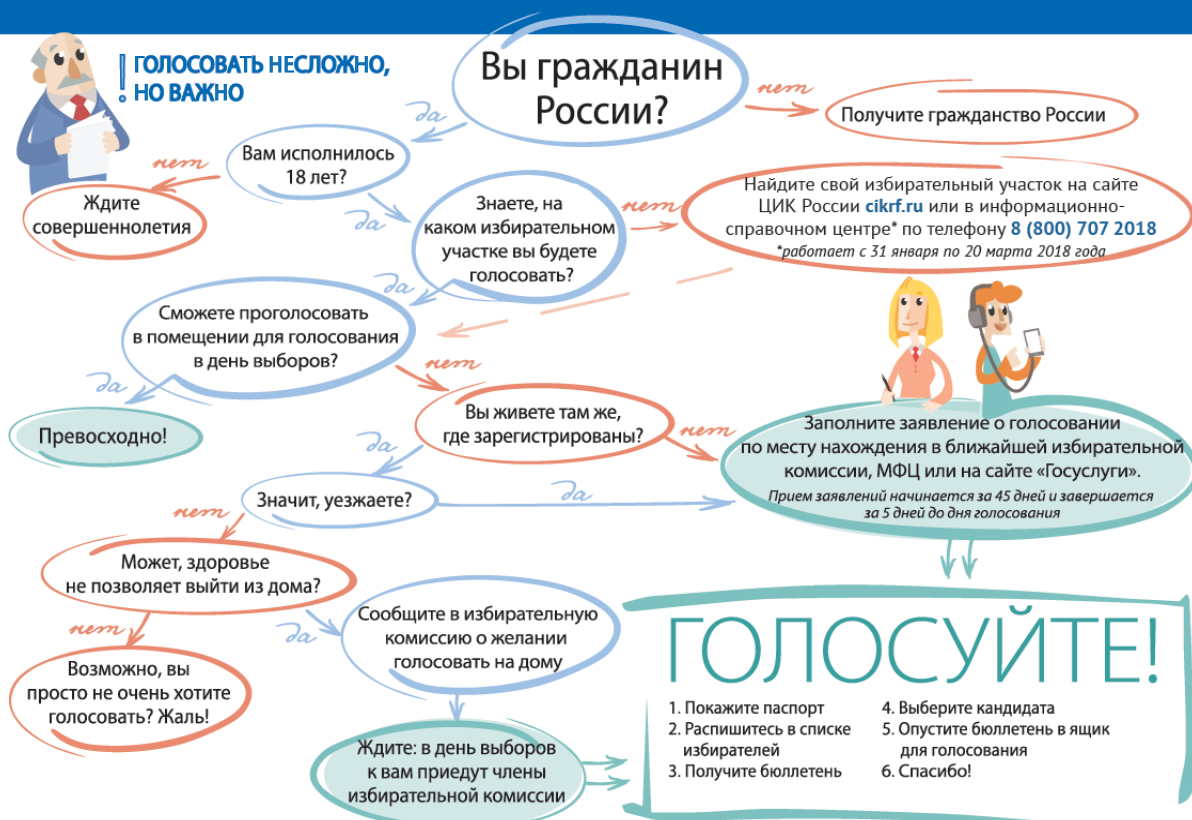 ГОЛОСОВАТЬ НЕСЛОЖНО,
НО ВАЖНО
Вы гражданин
России?
нет
Получите гражданство России
да
Вам исполнилось
18 лет?
нет
Ждите
совершеннолетия
да
Знаете, на
каком избирательном
участке вы будете
голосовать?
нет
Найдите свой избирательный участок на сайте
ЦИК России cikrf.ru или в информационно-
справочном центре* по телефону 8 (800) 707 2018
*работает с 31 января по 20 марта 2018 года
да
Сможете проголосовать
в помещении для голосования
в день выборов?
да
Превосходно!
нет
Вы живете там же,
где зарегистрированы?
нет
Заполните заявление о голосовании
по месту нахождения в ближайшей избирательной
комиссии, МФЦ или на сайте «Госуслуги».
Прием заявлений начинается за 45 дней и завершается
за 5 дней до дня голосования
да
Значит, уезжаете?
да
нет
Может, здоровье
не позволяет выйти из дома?
нет
Возможно, вы
просто не очень хотите
голосовать? Жаль!
да
Сообщите в избирательную
комиссию о желании
голосовать на дому
Ждите: в день выборов
к вам приедут члены
избирательной комиссии
ГОЛОСУЙТЕ!
1. Покажите паспорт
2. Распишитесь в списке
избирателей
3. Получите бюллетень
4. Выберите кандидата
5. Опустите бюллетень в ящик
для голосования
6. Спасибо!